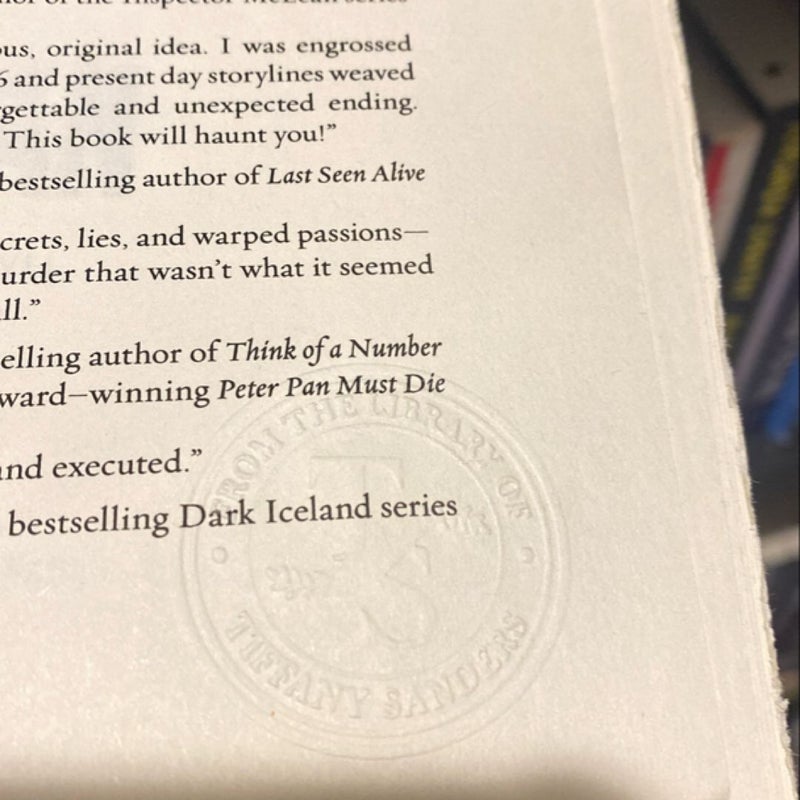 ous, original idea. I was engrossed
6 and present day storylines weaved
rgettable and unexpected ending.
This book will haunt you!”
bestselling author of Last Seen Alive
crets, lies, and warped passions—
urder that wasn’t what it seemed
ll.”
elling author of Think of a Number
ward–winning Peter Pan Must Die
nd executed.”
bestselling Dark Iceland series
FROM THE LIBRARY OF
TS
TIFFANY SANDERS